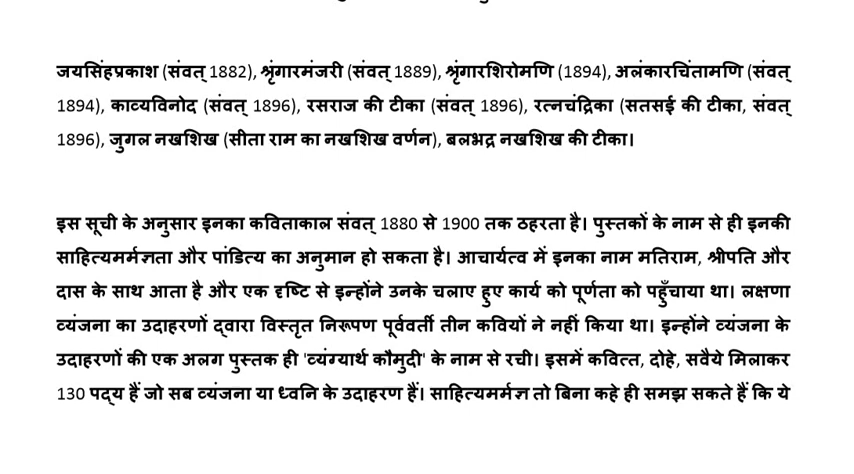 जयसिंहप्रकाश (संवत् 1882), श्रृंगारमंजरी (संवत् 1889), श्रृंगारशिरोमणि (1894), अलंकारचिंतामणि (संवत्
1894), काव्यविनोद (संवत् 1896), रसराज की टीका (संवत् 1896), रत्नचंद्रिका (सतसई की टीका, संवत्
1896), जुगल नखशिख (सीता राम का नखशिख वर्णन), बलभद्र नखशिख की टीका।
इस सूची के अनुसार इनका कविताकाल संवत् 1880 से 1900 तक ठहरता है। पुस्तकों के नाम से ही इनकी
साहित्यमर्मज्ञता और पांडित्य का अनुमान हो सकता है। आचार्यत्व में इनका नाम मतिराम, श्रीपति और
दास के साथ आता है और एक दृष्टि से इन्होंने उनके चलाए हुए कार्य को पूर्णता को पहुँचाया था। लक्षणा
व्यंजना का उदाहरणों द्वारा विस्तृत निरूपण पूर्ववर्ती तीन कवियों ने नहीं किया था। इन्होंने व्यंजना के
उदाहरणों की एक अलग पुस्तक ही 'व्यंग्यार्थ कौमुदी' के नाम से रची। इसमें कवित्त, दोहे, सवैये मिलाकर
130 पद्य हैं जो सब व्यंजना या ध्वनि के उदाहरण हैं। साहित्यमर्मज्ञ तो बिना कहे ही समझ सकते हैं कि ये